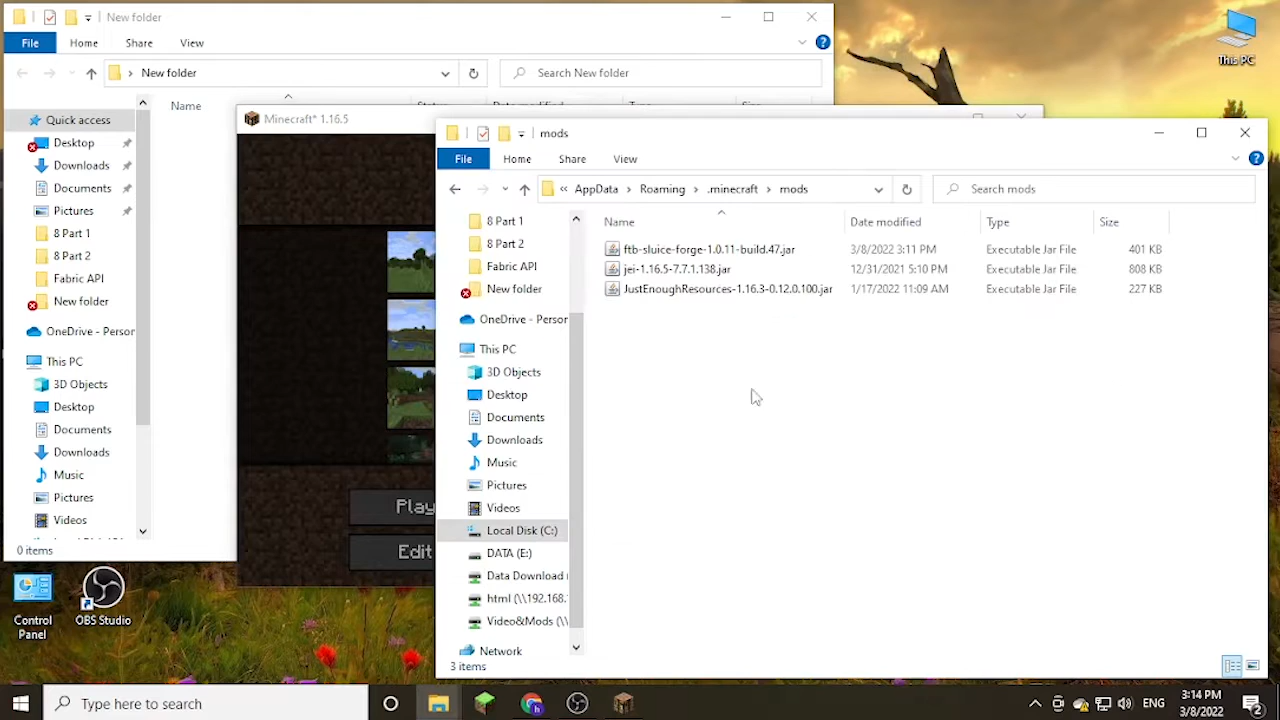 New folder
File Home Share View
New folder
Search New folder
Name
Quick access
Desktop
Downloads
Documents
Pictures
8 Part 1
8 Part 2
Fabric API
New folder
OneDrive - Person
This PC
3D Objects
Desktop
Documents
Downloads
Music
Pictures
Videos
0 items
Minecraft* 1.16.5
Play
Edit
mods
File Home Share View
« AppData > Roaming > .minecraft > mods
Search mods
Name Date modified Type Size
ftb-sluice-forge-1.0.11-build.47.jar 3/8/2022 3:11 PM Executable Jar File 401 KB
jei-1.16.5-7.7.1.138.jar 12/31/2021 5:10 PM Executable Jar File 808 KB
JustEnoughResources-1.16.3-0.12.0.100.jar 1/17/2022 11:09 AM Executable Jar File 227 KB
8 Part 1
8 Part 2
Fabric API
New folder
OneDrive - Person
This PC
3D Objects
Desktop
Documents
Downloads
Music
Pictures
Videos
Local Disk (C:)
DATA (E:)
Data Download
html (\\192.168.
Video&Mods (\\
Network
3 items
This PC
Control
Panel
OBS Studio
Type here to search
ENG
3:14 PM
3/8/2022
2